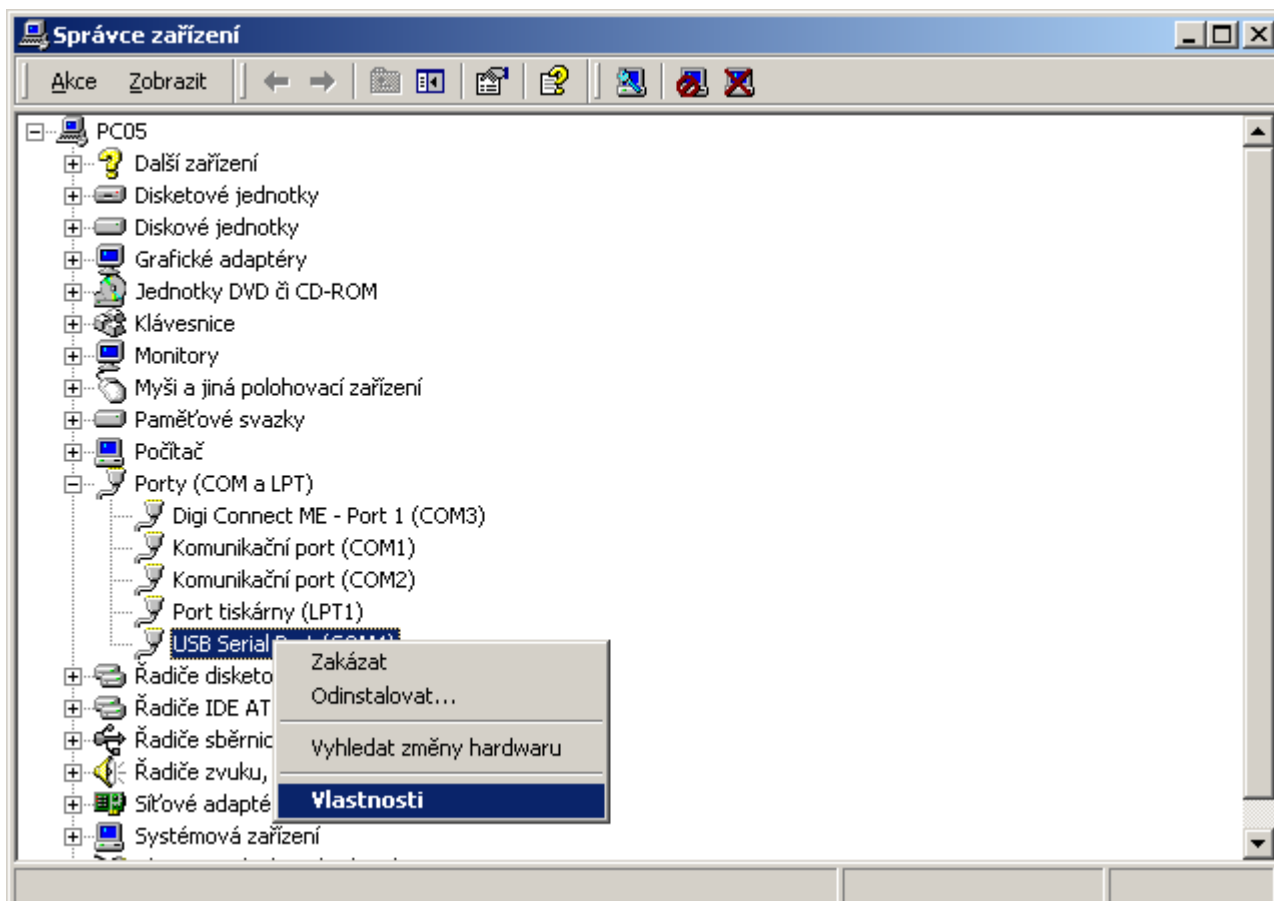 Správce zařízení
Akce Zobrazit
PC05
Další zařízení
Disketové jednotky
Diskové jednotky
Grafické adaptéry
Jednotky DVD či CD-ROM
Klávesnice
Monitory
Myši a jiná polohovací zařízení
Paměťové svazky
Počítač
Porty (COM a LPT)
Digi Connect ME - Port 1 (COM3)
Komunikační port (COM1)
Komunikační port (COM2)
Port tiskárny (LPT1)
USB Serial
Zakázat
Řadiče disketo
Odinstalovat...
Řadiče IDE AT
Řadiče sběrnic
Vyhledat změny hardwaru
Řadiče zvuku,
Síťové adapté
Vlastnosti
Systémová zařízení